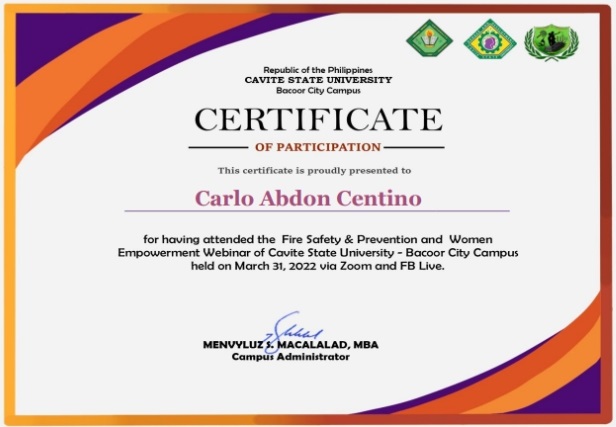 Republic of the Philippines
CAVITE STATE UNIVERSITY
Bacoor City Campus
CERTIFICATE
OF PARTICIPATION
This certificate is proudly presented to
Carlo Abdon Centino
for having attended the Fire Safety & Prevention and Women
Empowerment Webinar of Cavite State University - Bacoor City Campus
held on March 31, 2022 via Zoom and FB Live.
MENVYLUZ S. MACALALAD, MBA
Campus Administrator